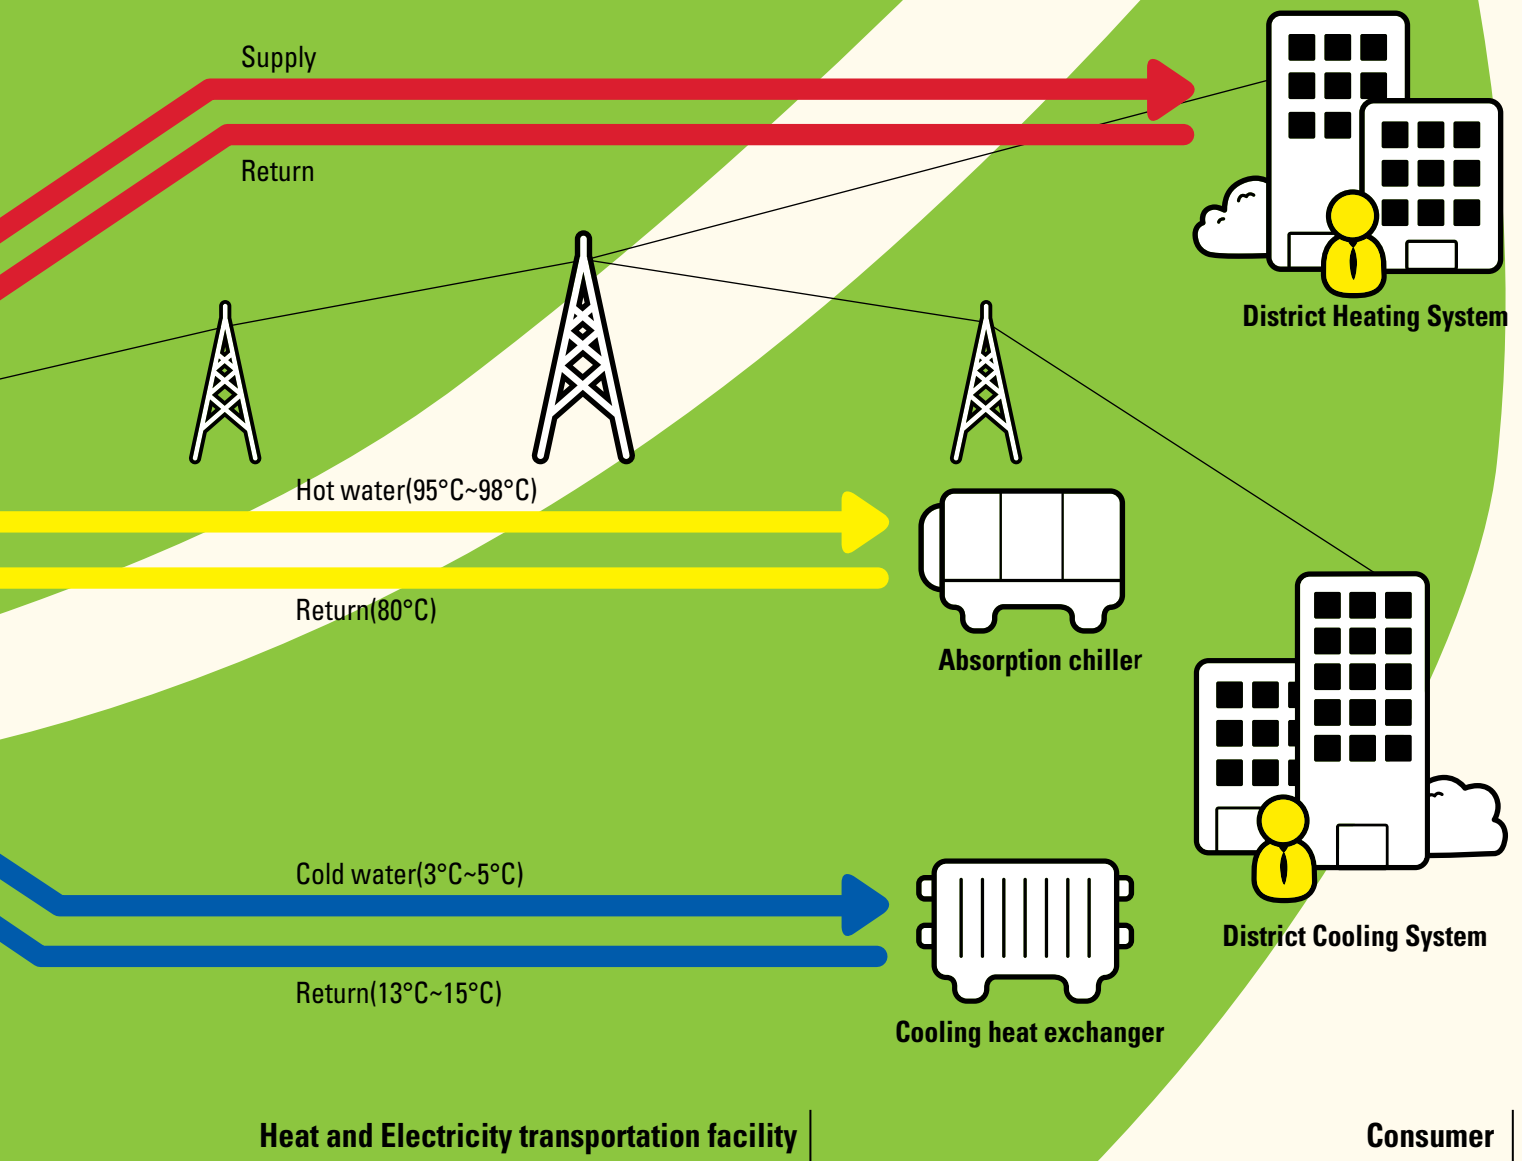 Supply
Return
District Heating System
Hot water(95°C~98°C)
Return(80°C)
Absorption chiller
Cold water(3°C~5°C)
Return(13°C~15°C)
District Cooling System
Cooling heat exchanger
Heat and Electricity transportation facility
Consumer